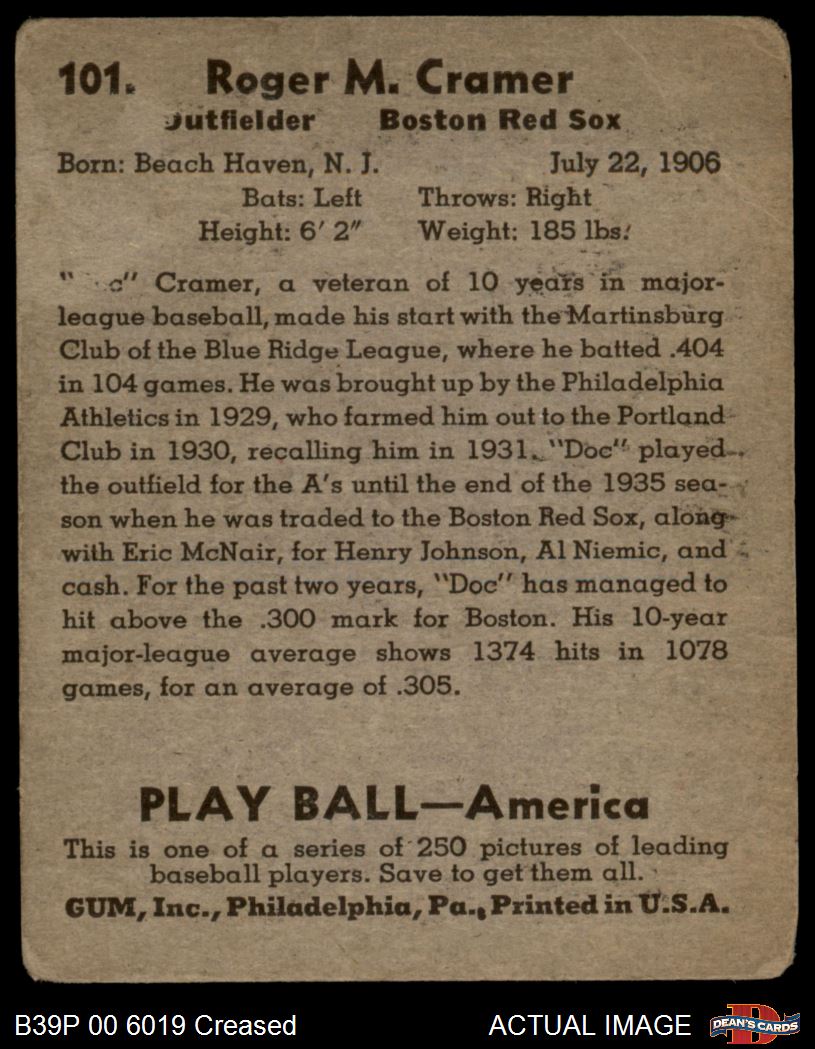 101. Roger M. Cramer
utfielder Boston Red Sox
Born: Beach Haven, N. J. July 22, 1906
Bats: Left Throws: Right
Height: 6' 2" Weight: 185 lbs.
" c" Cramer, a veteran of 10 years in major-
league baseball, made his start with the Martinsburg
Club of the Blue Ridge League, where he batted .404
in 104 games. He was brought up by the Philadelphia
Athletics in 1929, who farmed him out to the Portland
Club in 1930, recalling him in 1931. "Doc" played
the outfield for the A's until the end of the 1935 sea-
son when he was traded to the Boston Red Sox, along
with Eric McNair, for Henry Johnson, Al Niemic, and
cash. For the past two years, "Doc" has managed to
hit above the .300 mark for Boston. His 10-year
major-league average shows 1374 hits in 1078
games, for an average of .305.
PLAY BALL—America
This is one of a series of 250 pictures of leading
baseball players. Save to get them all.
GUM, Inc., Philadelphia, Pa., Printed in U.S.A.
B39P 00 6019 Creased ACTUAL IMAGE DEAN'S CARDS